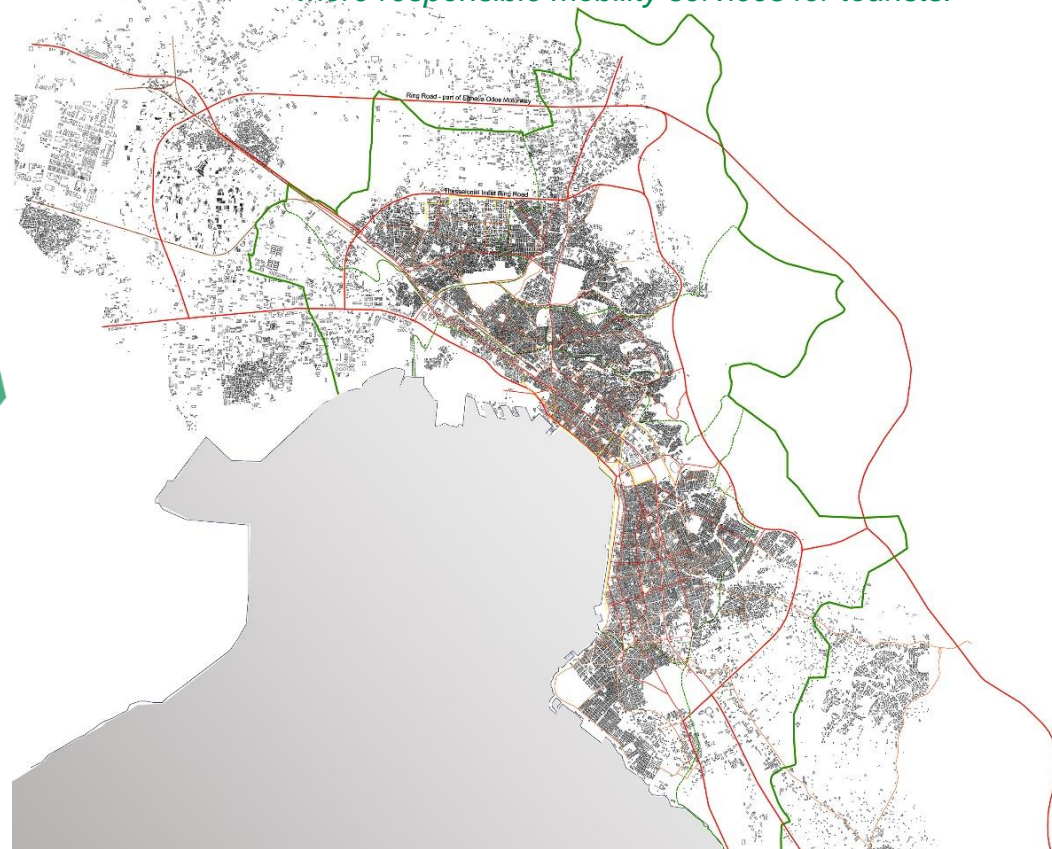 more responsible mobility services for tourists.
Ring Road - part of Egnatia Odos Motorway
Thessaloniki Inner Ring Road